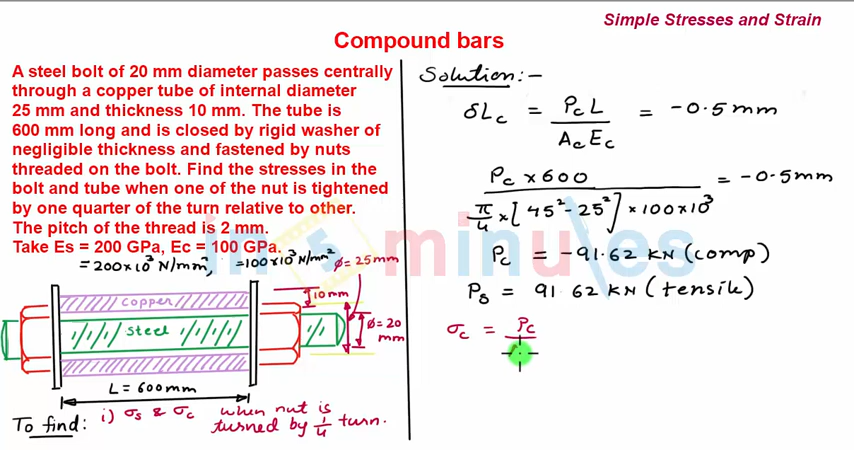 Simple Stresses and Strain
Compound bars
A steel bolt of 20 mm diameter passes centrally
through a copper tube of internal diameter
25 mm and thickness 10 mm. The tube is
600 mm long and is closed by rigid washer of
negligible thickness and fastened by nuts
threaded on the bolt. Find the stresses in the
bolt and tube when one of the nut is tightened
by one quarter of the turn relative to other.
The pitch of the thread is 2 mm.
Take Es = 200 GPa, Ec = 100 GPa.
= 200 x 10³ N/mm², = 100 x 10³ N/mm²
ϕ = 25mm
10mm
copper
steel
ϕ = 20
mm
L = 600mm
To find: i) σs & σc when nut is
turned by 1/4 turn.
Solution:-
δLc = PcL / AcEc = -0.5mm
Pc x 600 / π/4 x [45² - 25²] x 100 x 10³ = -0.5mm
Pc = -91.62 kN (comp)
Ps = 91.62 kN (tensile)
σc = Pc
in 5 minutes